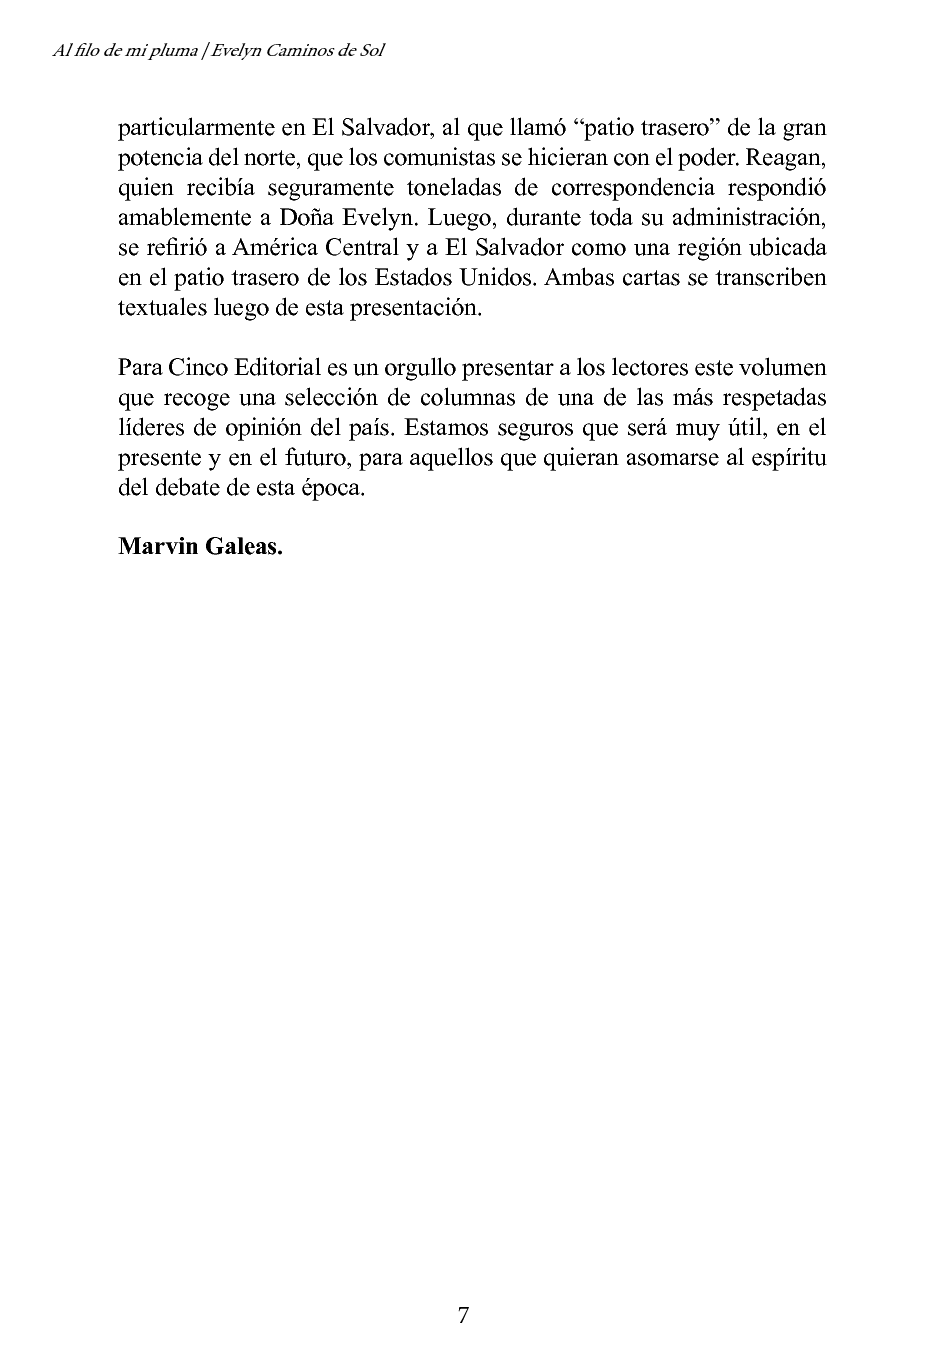 Al filo de mi pluma | Evelyn Caminos de Sol
particularmente en El Salvador, al que llamó “patio trasero” de la gran
potencia del norte, que los comunistas se hicieran con el poder. Reagan,
quien recibía seguramente toneladas de correspondencia respondió
amablemente a Doña Evelyn. Luego, durante toda su administración,
se refirió a América Central y a El Salvador como una región ubicada
en el patio trasero de los Estados Unidos. Ambas cartas se transcriben
textuales luego de esta presentación.
Para Cinco Editorial es un orgullo presentar a los lectores este volumen
que recoge una selección de columnas de una de las más respetadas
líderes de opinión del país. Estamos seguros que será muy útil, en el
presente y en el futuro, para aquellos que quieran asomarse al espíritu
del debate de esta época.
Marvin Galeas.
7